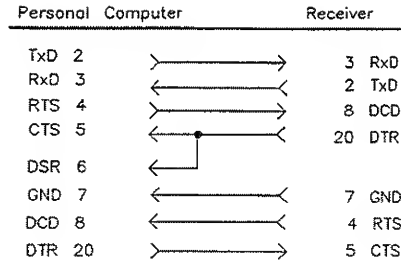 Personal Computer Receiver
TxD 2 3 RxD
RxD 3 2 TxD
RTS 4 8 DCD
CTS 5 20 DTR
DSR 6
GND 7 7 GND
DCD 8 4 RTS
DTR 20 5 CTS